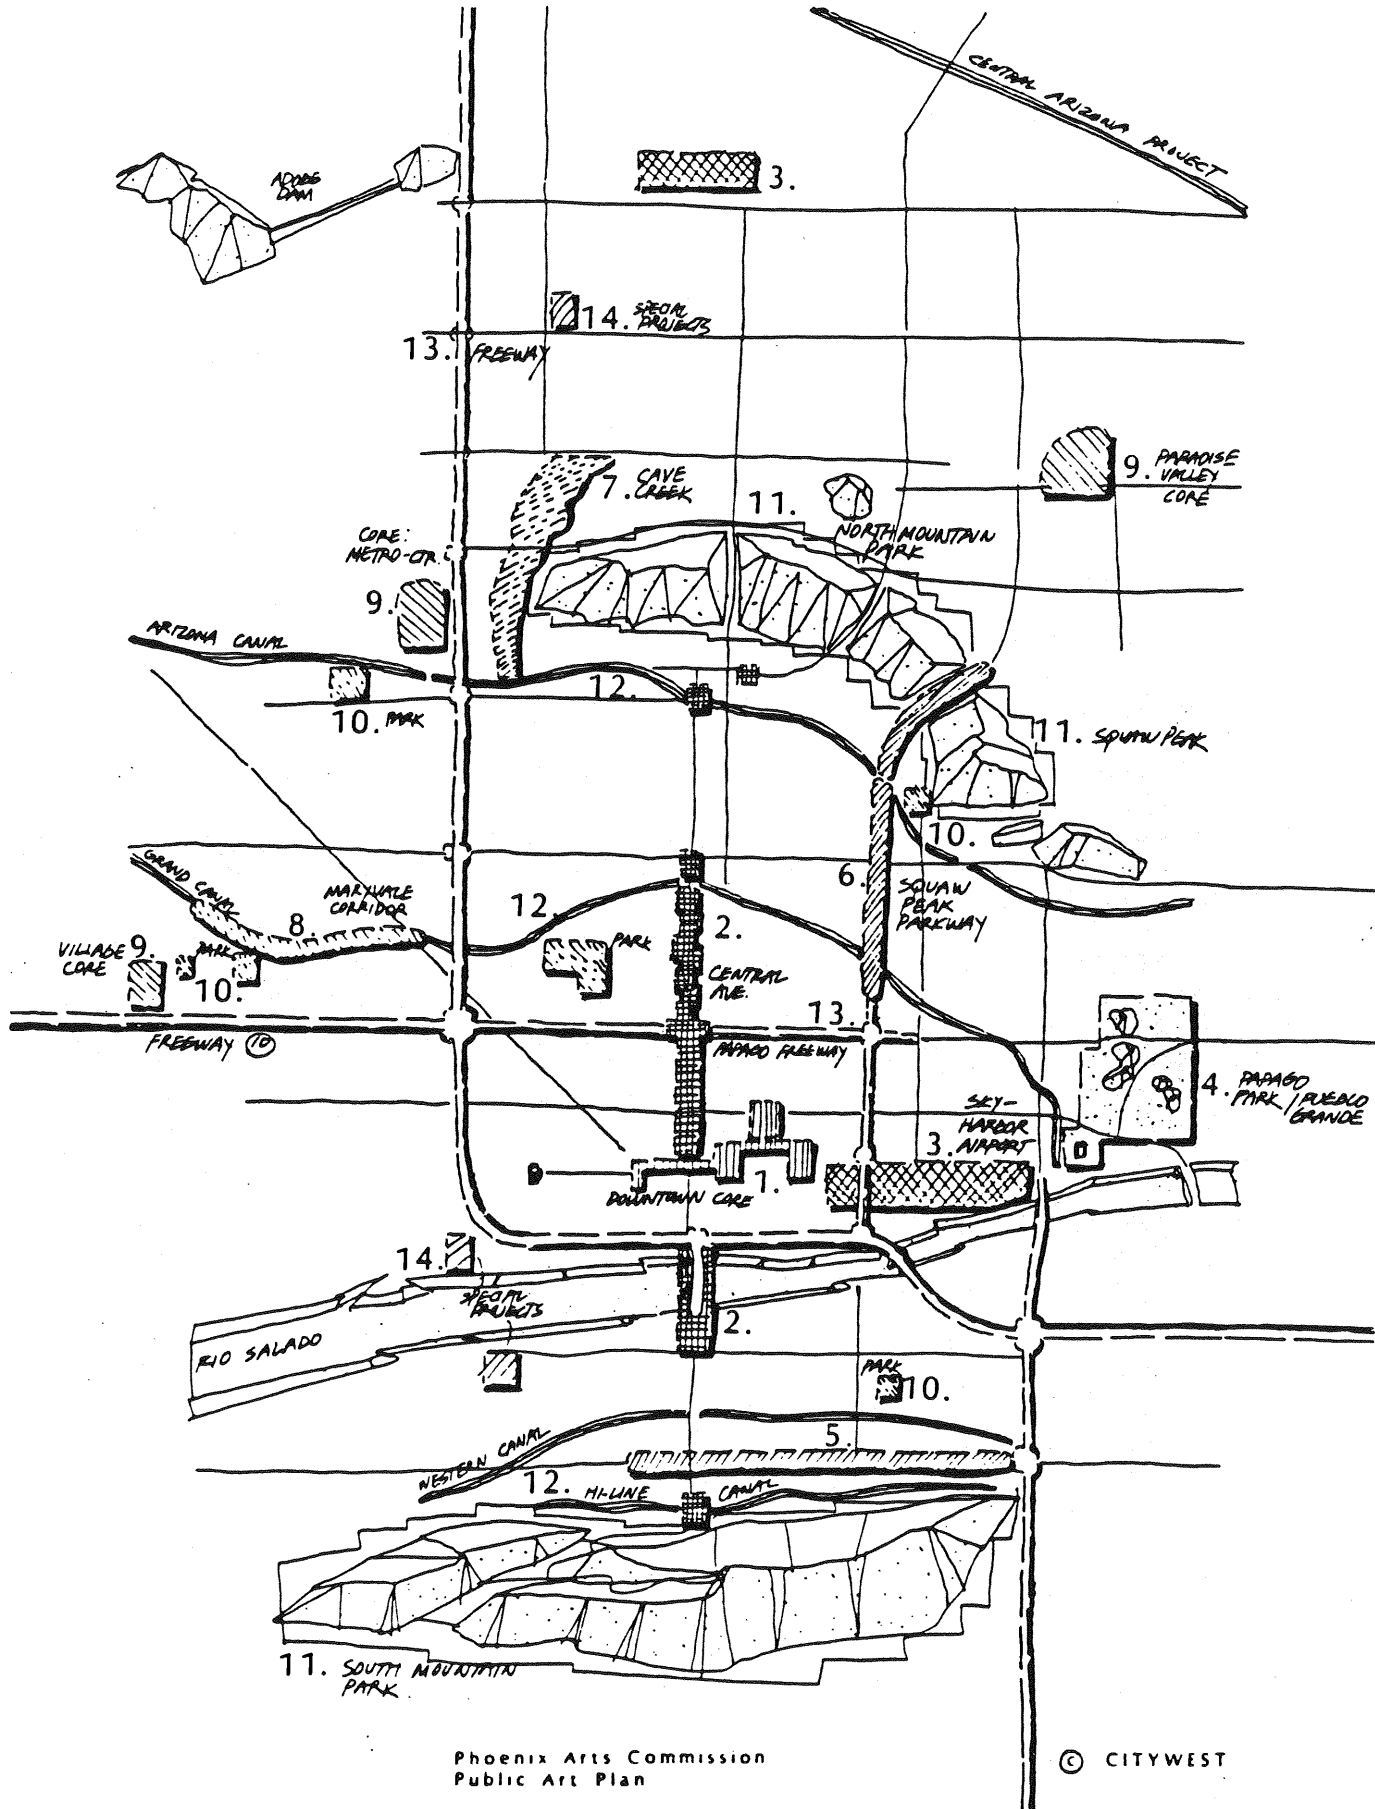 CENTRAL ARIZONA PROJECT
3.
ADOBE
DAM
14. SPECIAL
PROJECTS
13. FREEWAY
9. PARADISE
VALLEY
CORE
7. CAVE
CREEK
11.
NORTH MOUNTAIN
PARK
CORE:
METRO-CTR.
9.
ARIZONA CANAL
12.
10. PARK
11. SQUAW PEAK
10.
GRAND CANAL
MARYVALE
CORRIDOR
8.
12.
6. SQUAW
PEAK
PARKWAY
2.
CENTRAL
AVE.
VILLAGE 9.
CORE
PARK
10.
PARK
13.
FREEWAY 10
PAPAGO FREEWAY
4. PAPAGO
PARK / PUEBLO
GRANDE
SKY-
HARBOR
3. AIRPORT
1.
DOWNTOWN CORE
14.
SPECIAL
PROJECTS
2.
RIO SALADO
PARK
10.
5.
WESTERN CANAL
12. HI-LINE CANAL
11. SOUTH MOUNTAIN
PARK
Phoenix Arts Commission
Public Art Plan
© CITYWEST